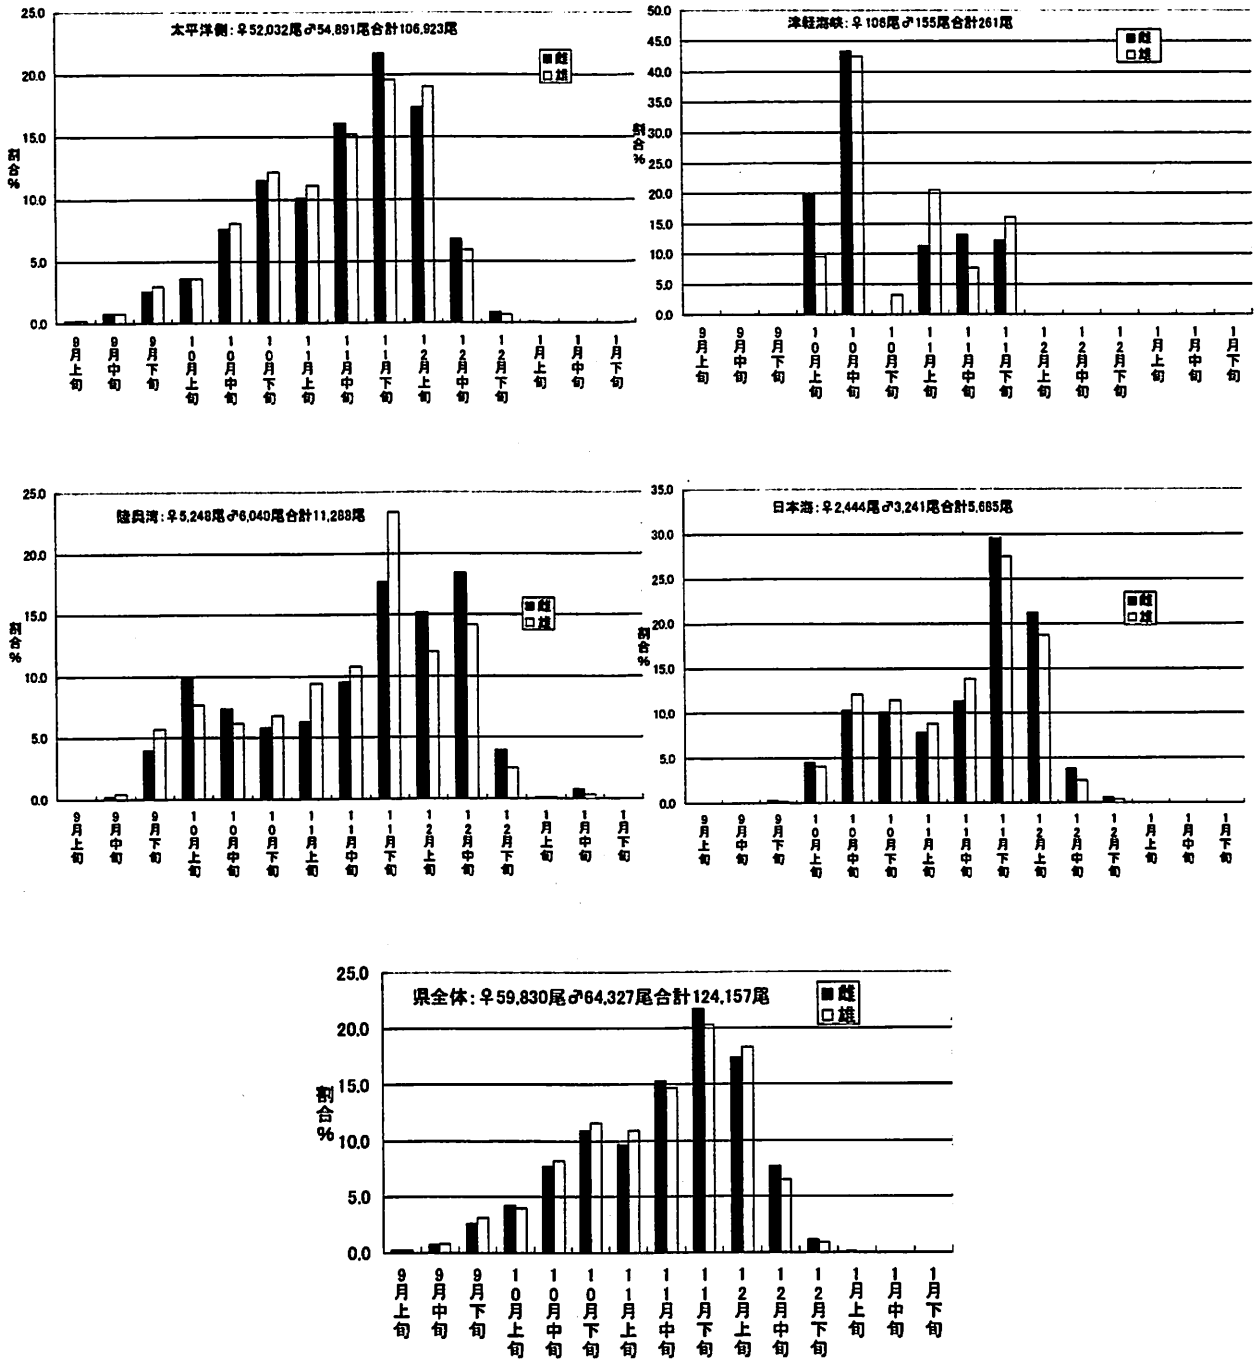 太平洋側:♀52,032尾♂54,891尾合計106,923尾
■雌
□雄
割合%
25.0
20.0
15.0
10.0
5.0
0.0
9月上旬
9月中旬
9月下旬
10月上旬
10月中旬
10月下旬
11月上旬
11月中旬
11月下旬
12月上旬
12月中旬
12月下旬
1月上旬
1月中旬
1月下旬
津軽海峡:♀106尾♂155尾合計261尾
■雌
□雄
割合%
50.0
45.0
40.0
35.0
30.0
25.0
20.0
15.0
10.0
5.0
0.0
9月上旬
9月中旬
9月下旬
10月上旬
10月中旬
10月下旬
11月上旬
11月中旬
11月下旬
12月上旬
12月中旬
12月下旬
1月上旬
1月中旬
1月下旬
陸奥湾:♀5,248尾♂6,040尾合計11,288尾
■雌
□雄
割合%
25.0
20.0
15.0
10.0
5.0
0.0
9月上旬
9月中旬
9月下旬
10月上旬
10月中旬
10月下旬
11月上旬
11月中旬
11月下旬
12月上旬
12月中旬
12月下旬
1月上旬
1月中旬
1月下旬
日本海:♀2,444尾♂3,241尾合計5,685尾
■雌
□雄
割合%
35.0
30.0
25.0
20.0
15.0
10.0
5.0
0.0
9月上旬
9月中旬
9月下旬
10月上旬
10月中旬
10月下旬
11月上旬
11月中旬
11月下旬
12月上旬
12月中旬
12月下旬
1月上旬
1月中旬
1月下旬
県全体:♀59,830尾♂64,327尾合計124,157尾
■雌
□雄
割合%
25.0
20.0
15.0
10.0
5.0
0.0
9月上旬
9月中旬
9月下旬
10月上旬
10月中旬
10月下旬
11月上旬
11月中旬
11月下旬
12月上旬
12月中旬
12月下旬
1月上旬
1月中旬
1月下旬